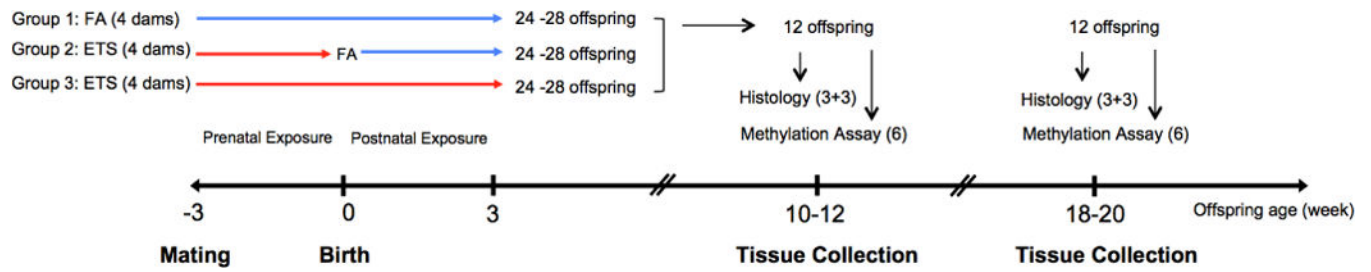 Group 1: FA (4 dams) 24 -28 offspring
Group 2: ETS (4 dams) FA 24 -28 offspring
Group 3: ETS (4 dams) 24 -28 offspring
12 offspring 12 offspring
Histology (3+3) Histology (3+3)
Methylation Assay (6) Methylation Assay (6)
Prenatal Exposure Postnatal Exposure
-3 0 3 10-12 18-20 Offspring age (week)
Mating Birth Tissue Collection Tissue Collection